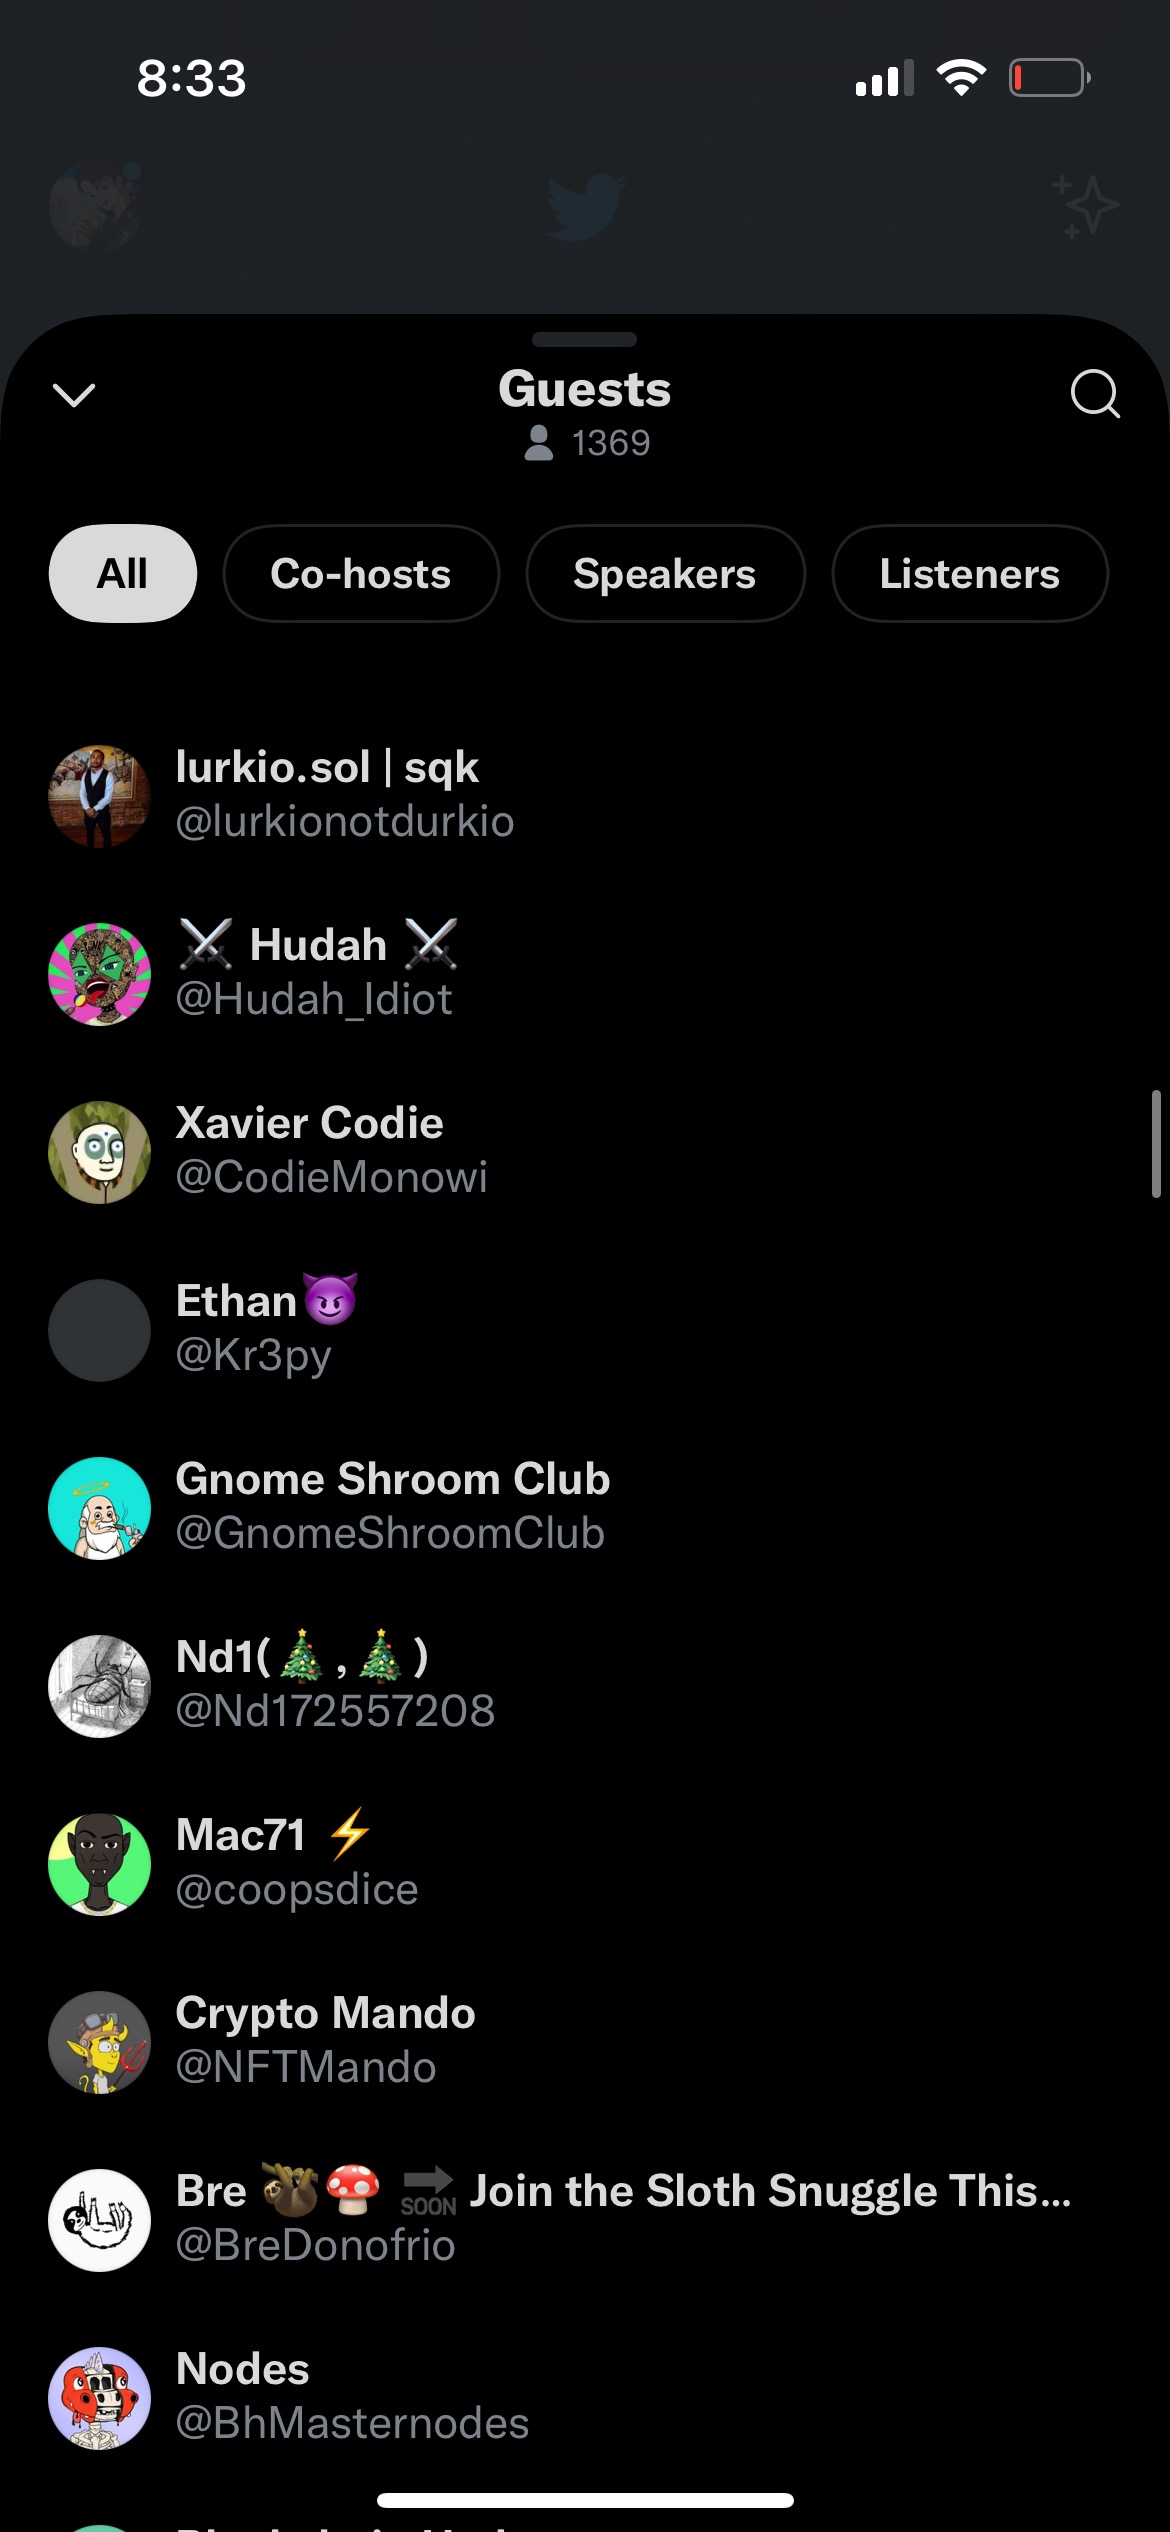 8:33
Guests
1369
All
Co-hosts
Speakers
Listeners
lurkio.sol | sqk
@lurkionotdurkio
⚔️ Hudah ⚔️
@Hudah_Idiot
Xavier Codie
@CodieMonowi
Ethan😈
@Kr3py
Gnome Shroom Club
@GnomeShroomClub
Nd1(🎄,🎄)
@Nd172557208
Mac71 ⚡
@coopsdice
Crypto Mando
@NFTMando
Bre 🦥🍄 🔜 Join the Sloth Snuggle This...
@BreDonofrio
Nodes
@BhMasternodes